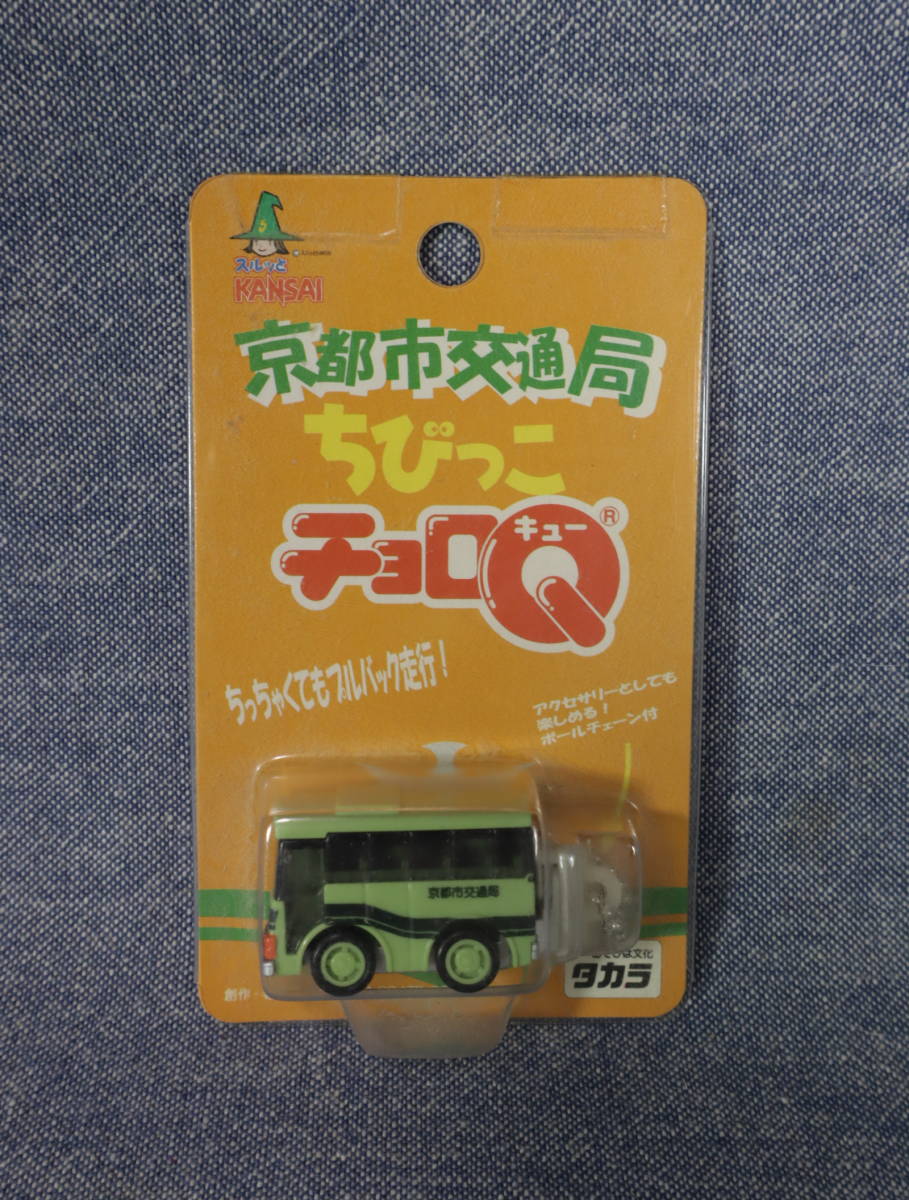 スルッと
KANSAI
京都市交通局
ちびっこ
チョロQ®
キュー
ちっちゃくてもプルバック走行！
アクセサリーとしても
楽しめる！
ボールチェーン付
京都市交通局
タカラ
創作